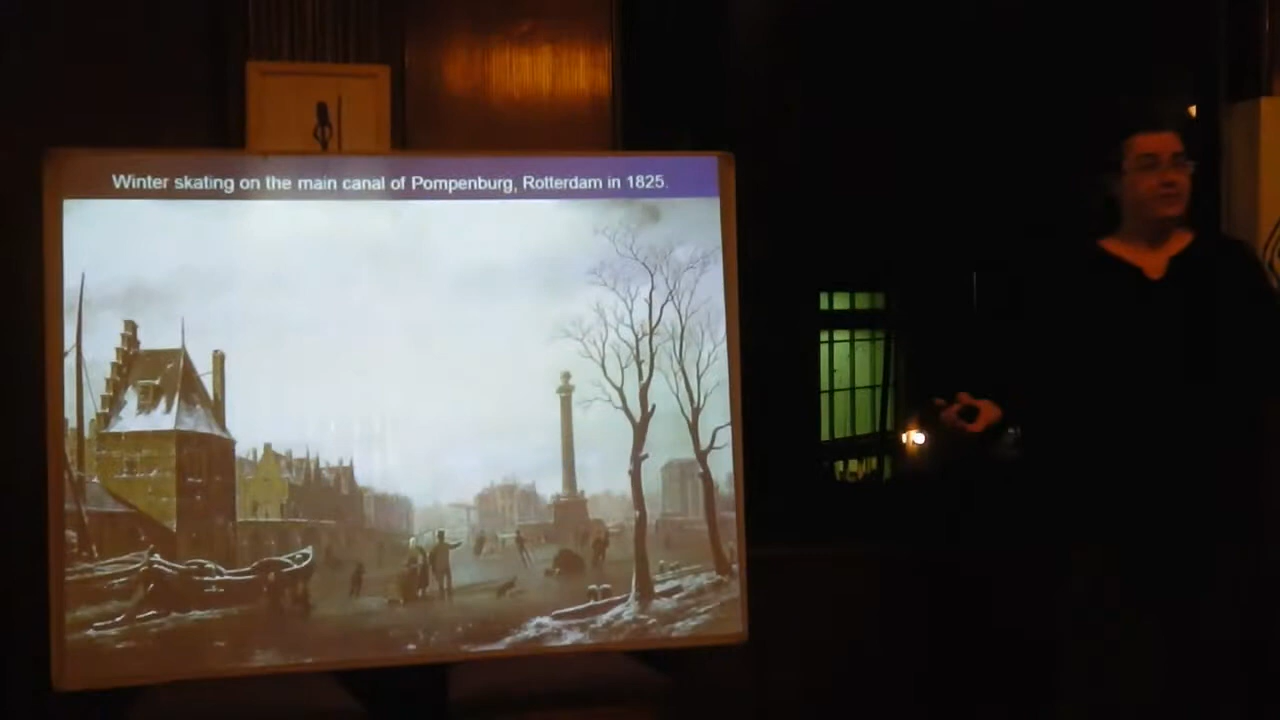 Winter skating on the main canal of Pompenburg, Rotterdam in 1825.